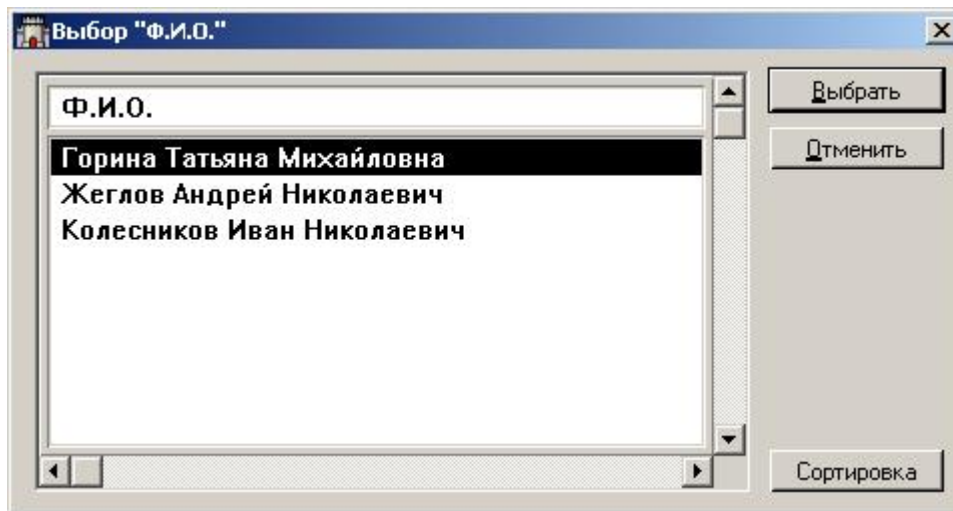 Выбор "Ф.И.О."
Ф.И.О.
Горина Татьяна Михайловна
Жеглов Андрей Николаевич
Колесников Иван Николаевич
Выбрать
Отменить
Сортировка